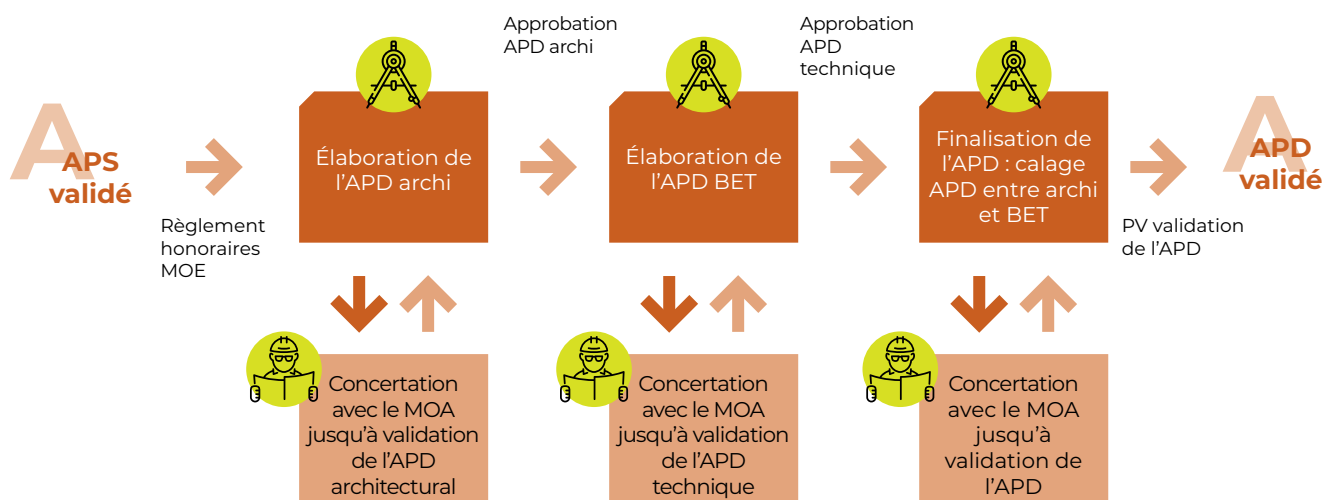 A
APS
validé
Règlement
honoraires
MOE
Élaboration de
l’APD archi
Approbation
APD archi
Élaboration de
l’APD BET
Approbation
APD
technique
Finalisation de
l’APD : calage
APD entre archi
et BET
PV validation
de l’APD
A
APD
validé
Concertation
avec le MOA
jusqu’à validation
de l’APD
architectural
Concertation
avec le MOA
jusqu’à validation
de l’APD
technique
Concertation
avec le MOA
jusqu’à
validation de
l’APD